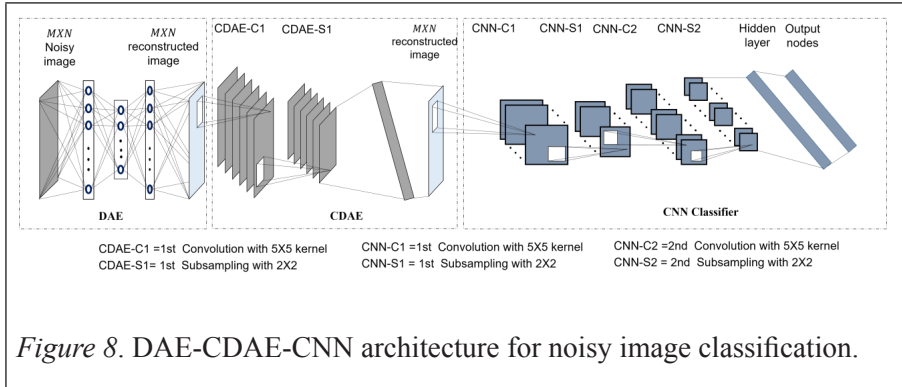 MXN
Noisy
image
MXN
reconstructed
image
CDAE-C1
CDAE-S1
MXN
reconstructed
image
CNN-C1
CNN-S1
CNN-C2
CNN-S2
Hidden
layer
Output
nodes
DAE
CDAE
CNN Classifier
CDAE-C1 =1st Convolution with 5X5 kernel
CDAE-S1= 1st Subsampling with 2X2
CNN-C1 =1st Convolution with 5X5 kernel
CNN-S1 = 1st Subsampling with 2X2
CNN-C2 =2nd Convolution with 5X5 kernel
CNN-S2 = 2nd Subsampling with 2X2
Figure 8. DAE-CDAE-CNN architecture for noisy image classification.